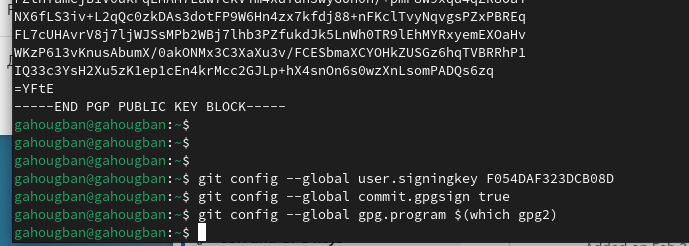 NX6fLS3iv+L2qQc0zkDAs3dotFP9W6Hn4zx7kfdj88+nFKclTvyNqvgsPZxPBREq
FL7cUHAvrV8j7ljWJSsMPb2WBj7lhb3PZfukdJk5LnWh0TR9lEhMYRxyemEXOaHv
WKzP613vKnusAbumX/0akONMx3C3XaXu3v/FCESbmaXCYOHkZUSGz6hqTVBRRhP1
IQ33c3YsH2Xu5zK1ep1cEn4krMcc2GJLp+hX4snOn6s0wzXnLsomPADQs6zq
=YFtE
-----END PGP PUBLIC KEY BLOCK-----
gahougban@gahougban:~$
gahougban@gahougban:~$
gahougban@gahougban:~$
gahougban@gahougban:~$ git config --global user.signingkey F054DAF323DCB08D
gahougban@gahougban:~$ git config --global commit.gpgsign true
gahougban@gahougban:~$ git config --global gpg.program $(which gpg2)
gahougban@gahougban:~$